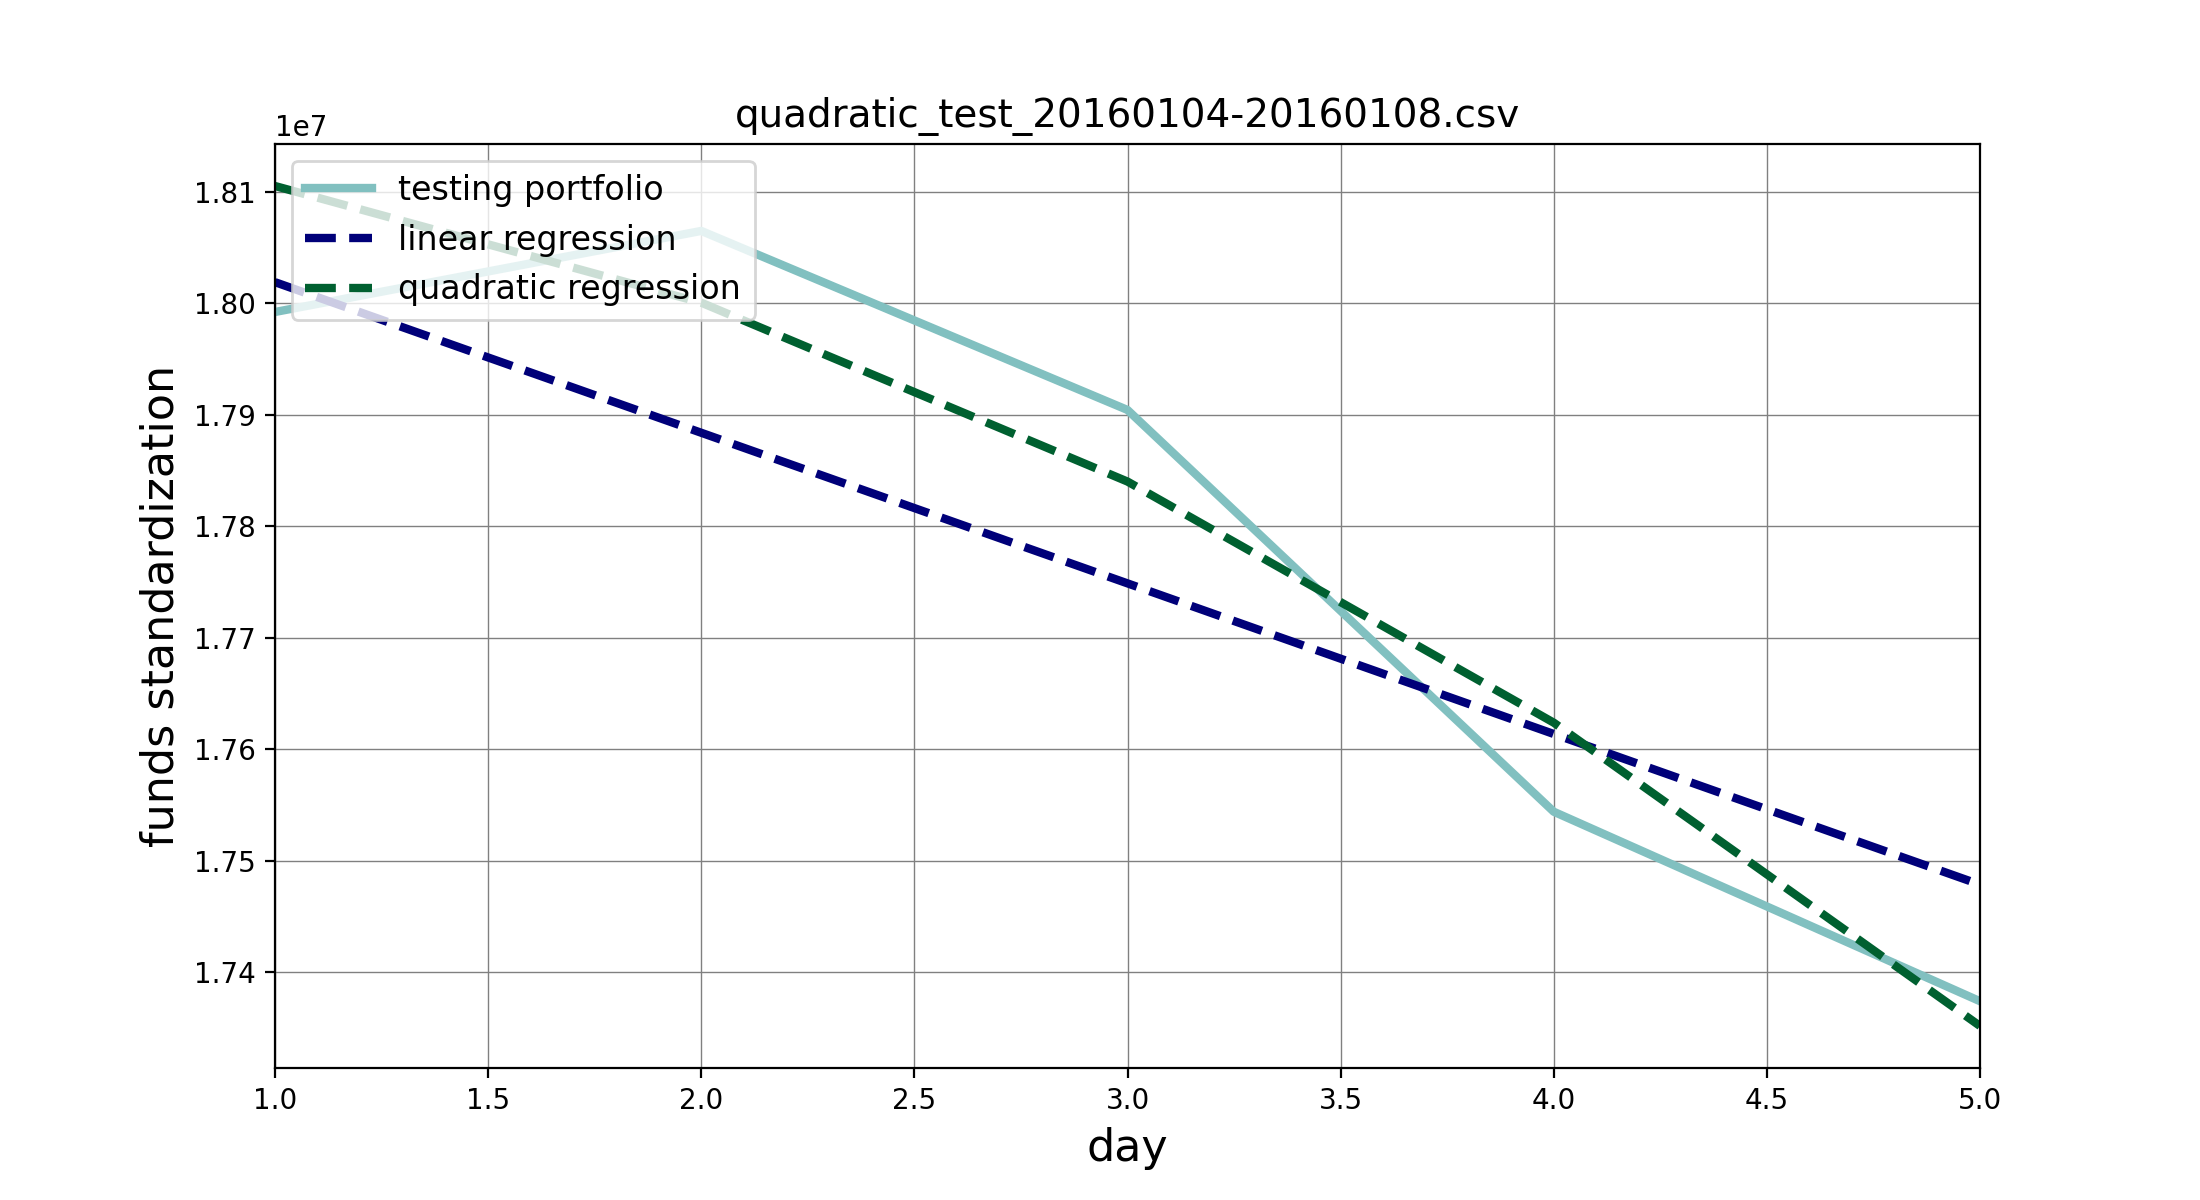 quadratic_test_20160104-20160108.csv
1e7
testing portfolio
linear regression
quadratic regression
funds standardization
1.81
1.80
1.79
1.78
1.77
1.76
1.75
1.74
1.0 1.5 2.0 2.5 3.0 3.5 4.0 4.5 5.0
day